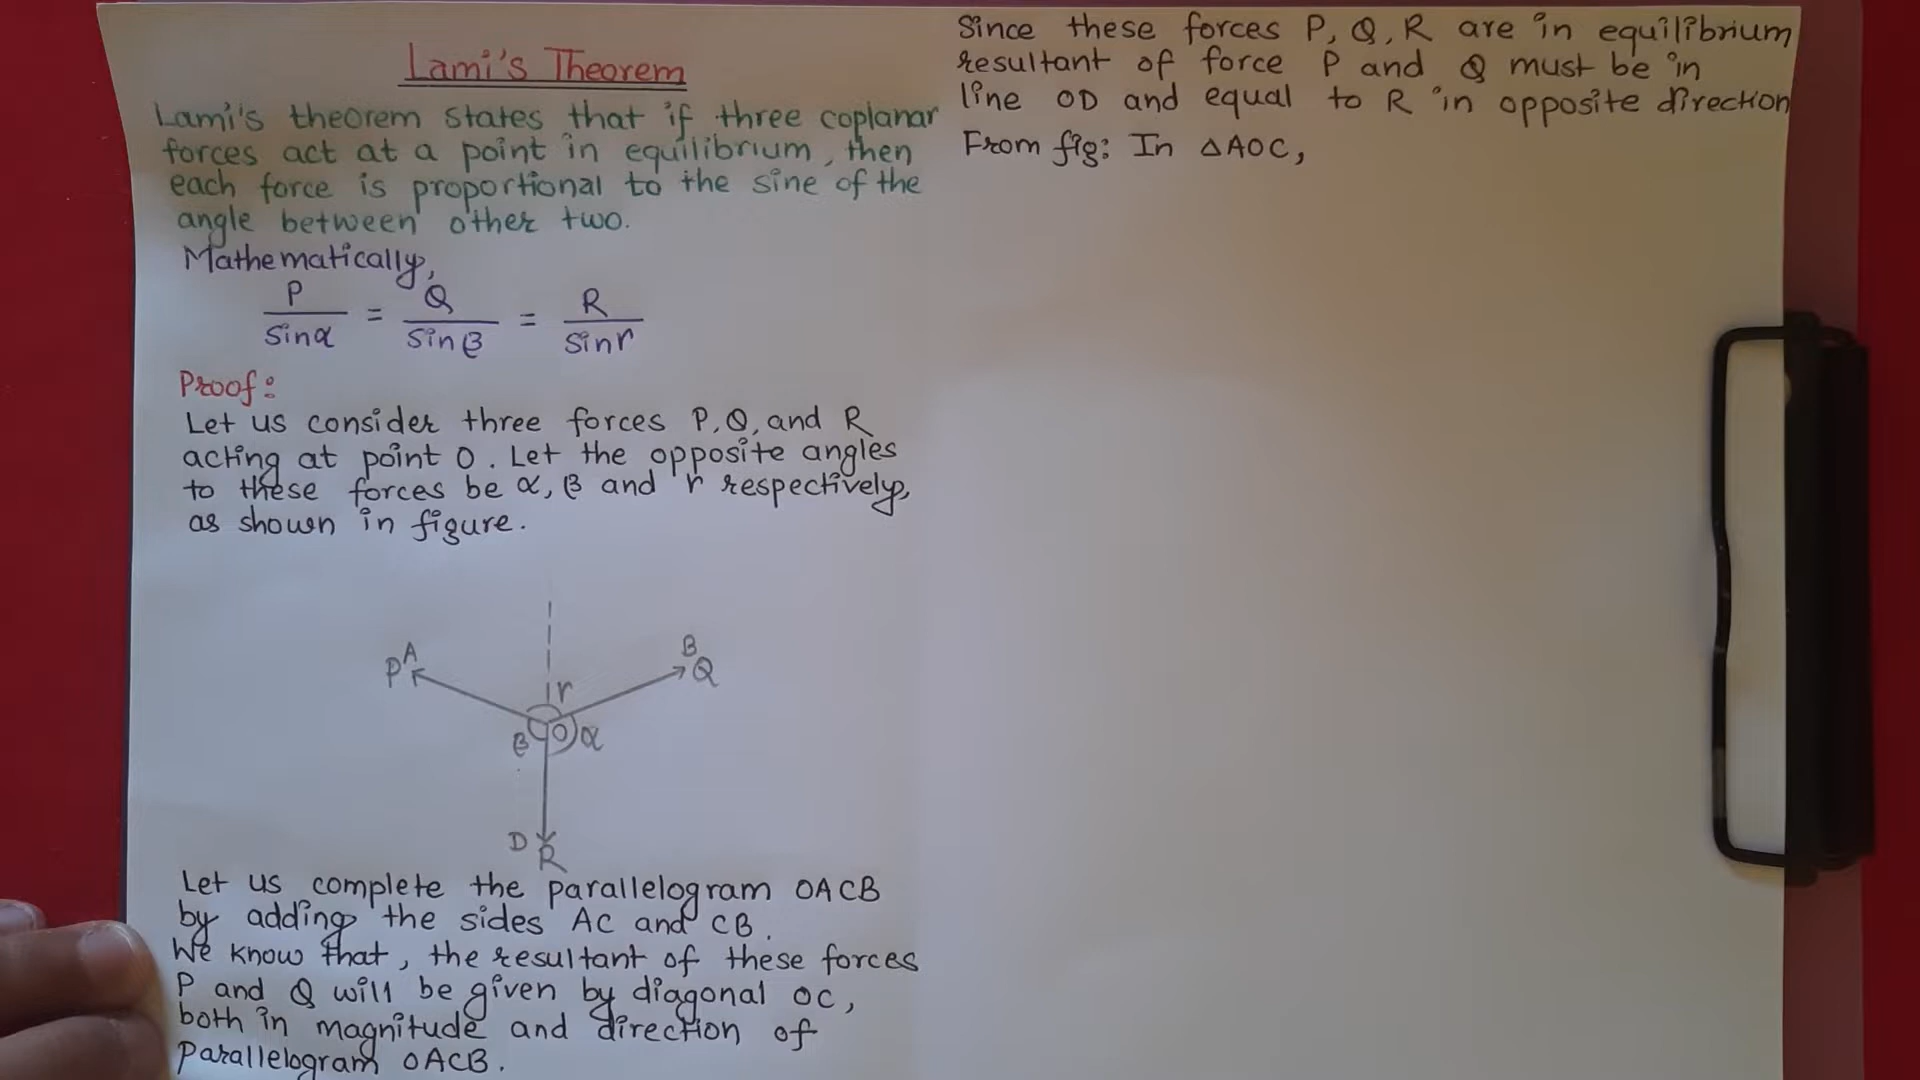 Lami's Theorem
Lami's theorem states that if three coplanar
forces act at a point in equilibrium, then
each force is proportional to the sine of the
angle between other two.
Mathematically,
P/sinα = Q/sinβ = R/sinr
Proof:
Let us consider three forces P, Q, and R
acting at point O. Let the opposite angles
to these forces be α, β and r respectively,
as shown in figure.
P A
B Q
r
β O α
D R
Let us complete the parallelogram OACB
by adding the sides AC and CB.
We know that, the resultant of these forces
P and Q will be given by diagonal OC,
both in magnitude and direction of
parallelogram OACB.
Since these forces P, Q, R are in equilibrium
resultant of force P and Q must be in
line OD and equal to R in opposite direction
From fig: In △AOC,